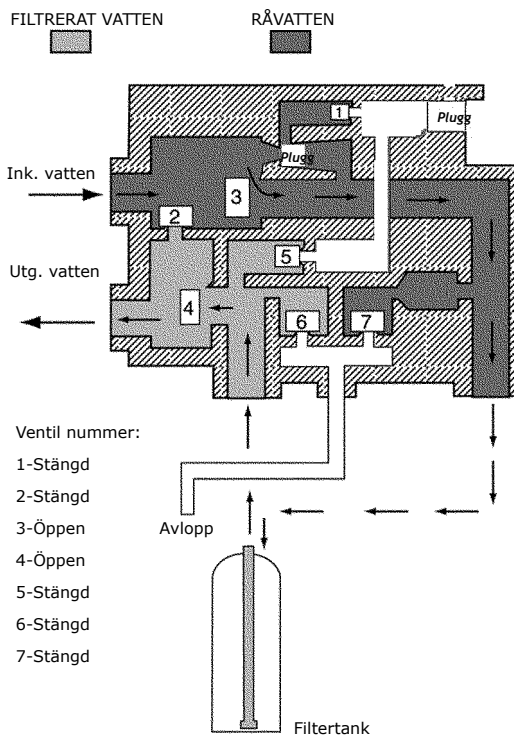 FILTRERAT VATTEN
RÅVATTEN
1
Plugg
Plugg
Ink. vatten
3
2
Utg. vatten
5
4
6
7
Ventil nummer:
1-Stängd
2-Stängd
3-Öppen
4-Öppen
5-Stängd
6-Stängd
7-Stängd
Avlopp
Filtertank